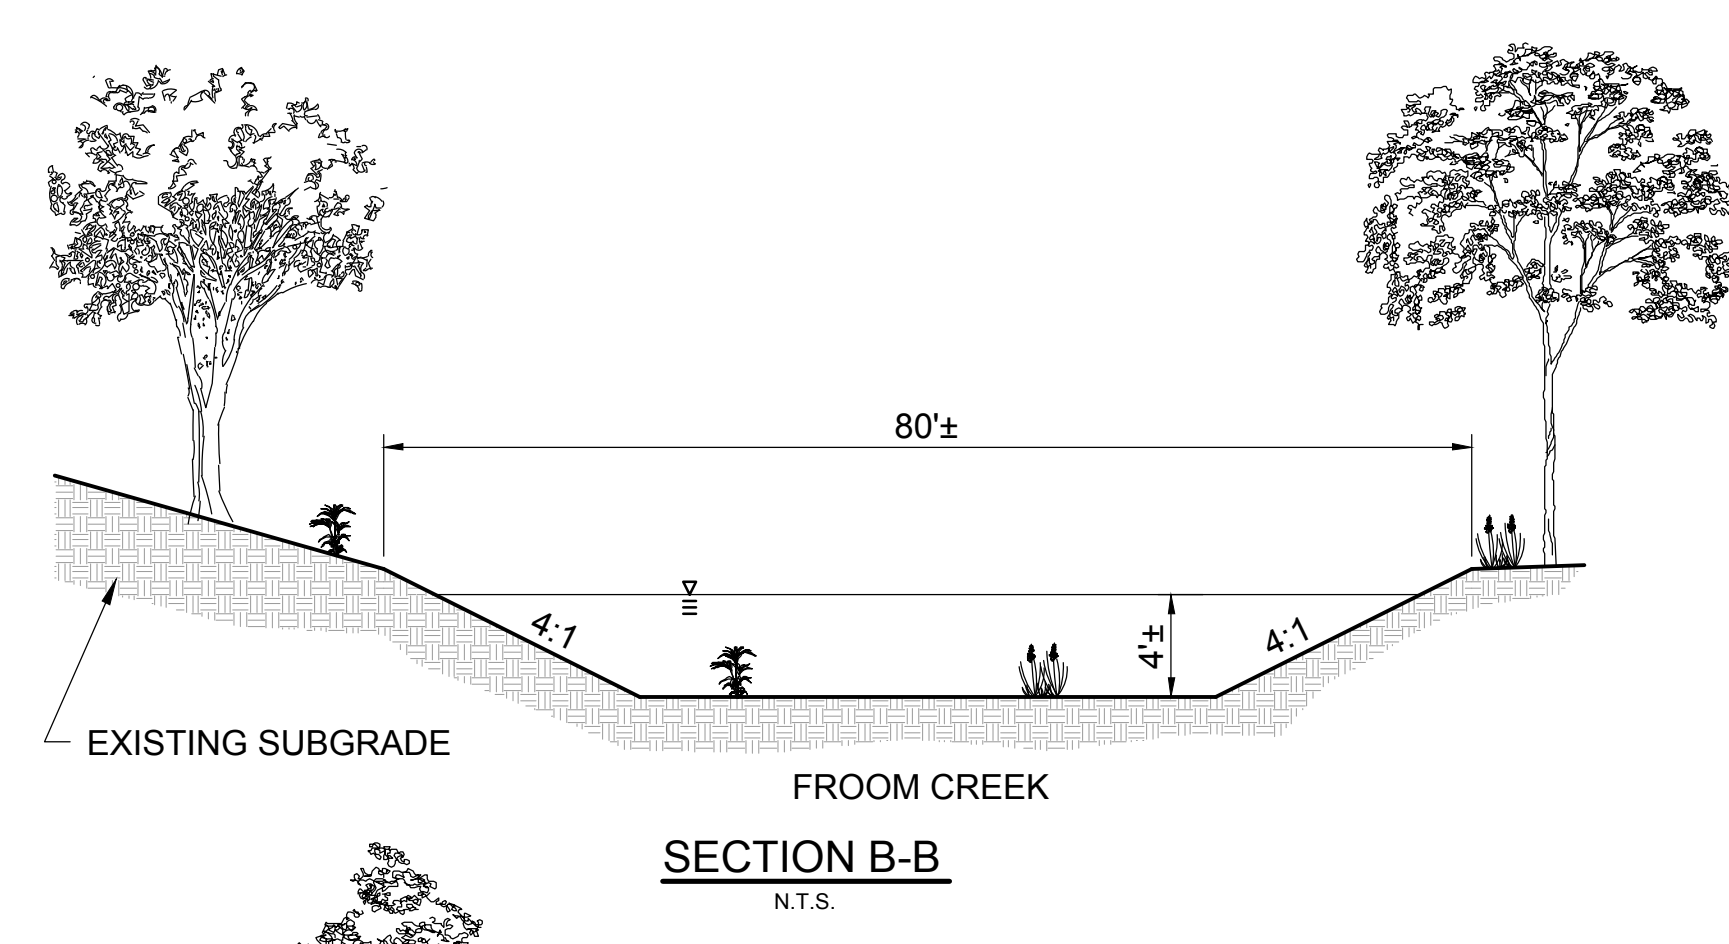 80'±
4:1
4'±
4:1
EXISTING SUBGRADE
FROOM CREEK
SECTION B-B
N.T.S.